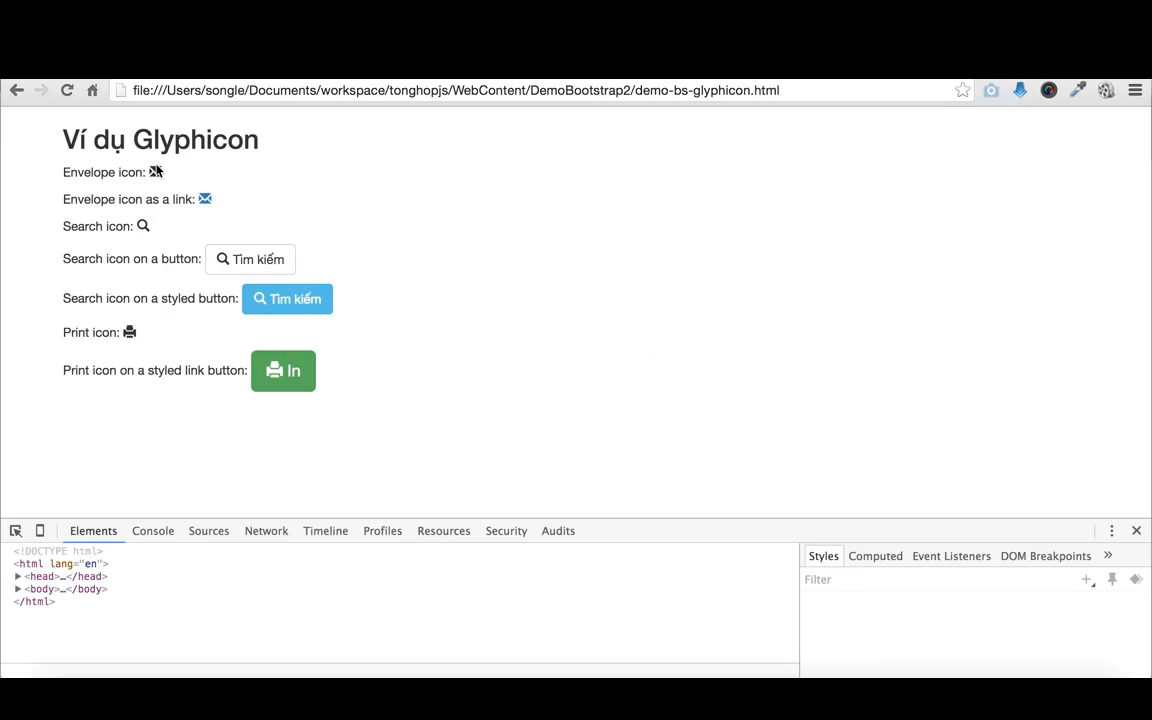 file:///Users/songle/Documents/workspace/tonghopjs/WebContent/DemoBootstrap2/demo-bs-glyphicon.html
Ví dụ Glyphicon
Envelope icon:
Envelope icon as a link:
Search icon:
Search icon on a button: Tìm kiếm
Search icon on a styled button: Tìm kiếm
Print icon:
Print icon on a styled link button: In
Elements Console Sources Network Timeline Profiles Resources Security Audits
<!DOCTYPE html>
<html lang="en">
<head>…</head>
<body>…</body>
</html>
Styles Computed Event Listeners DOM Breakpoints »
Filter